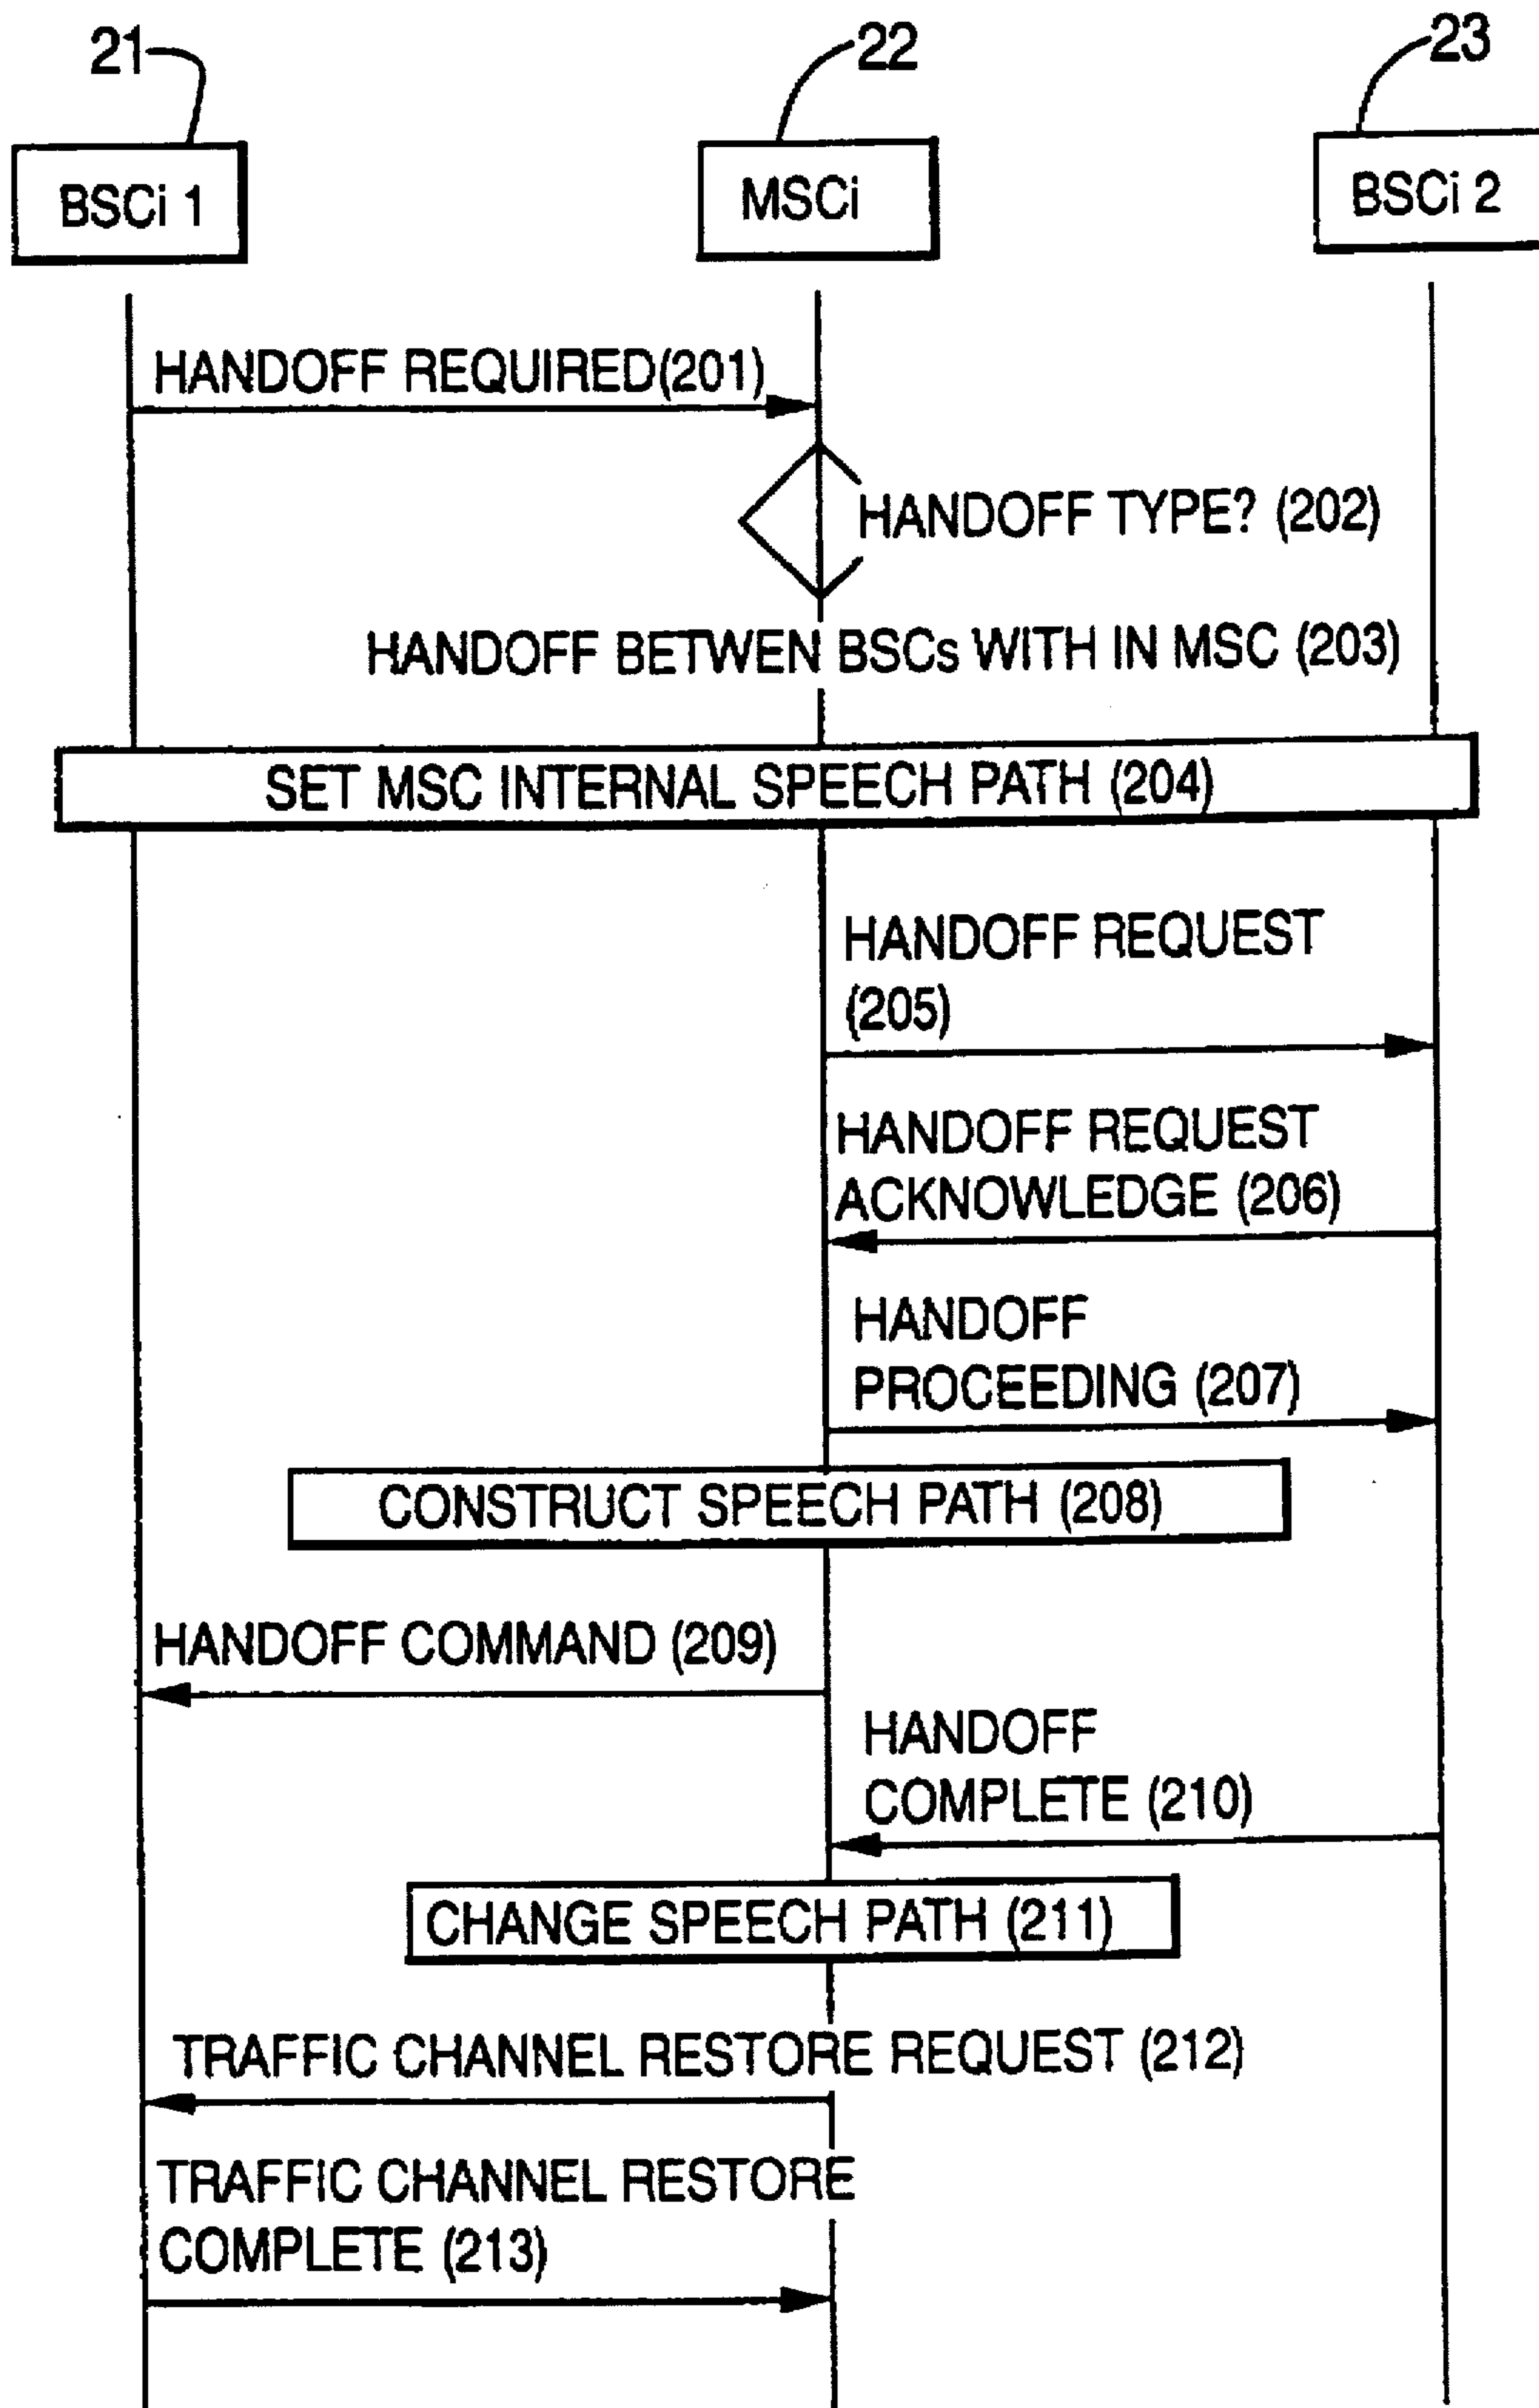 21
22
23
BSCi 1
MSCi
BSCi 2
HANDOFF REQUIRED(201)
HANDOFF TYPE? (202)
HANDOFF BETWEN BSCs WITH IN MSC (203)
SET MSC INTERNAL SPEECH PATH (204)
HANDOFF REQUEST
(205)
HANDOFF REQUEST
ACKNOWLEDGE (206)
HANDOFF
PROCEEDING (207)
CONSTRUCT SPEECH PATH (208)
HANDOFF COMMAND (209)
HANDOFF
COMPLETE (210)
CHANGE SPEECH PATH (211)
TRAFFIC CHANNEL RESTORE REQUEST (212)
TRAFFIC CHANNEL RESTORE
COMPLETE (213)